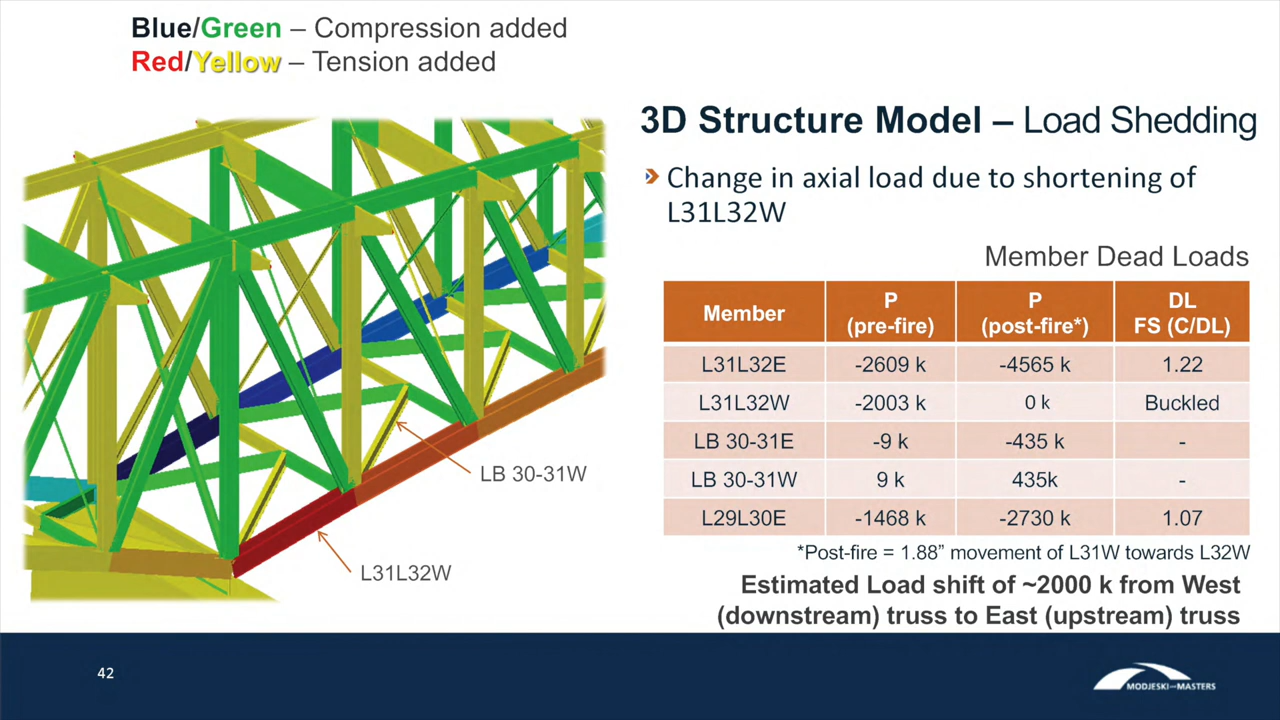 Blue/Green – Compression added
Red/Yellow – Tension added
3D Structure Model – Load Shedding
Change in axial load due to shortening of
L31L32W
Member Dead Loads
Member P (pre-fire) P (post-fire*) DL FS (C/DL)
L31L32E -2609 k -4565 k 1.22
L31L32W -2003 k 0 k Buckled
LB 30-31E -9 k -435 k -
LB 30-31W 9 k 435k -
L29L30E -1468 k -2730 k 1.07
*Post-fire = 1.88” movement of L31W towards L32W
Estimated Load shift of ~2000 k from West
(downstream) truss to East (upstream) truss
LB 30-31W
L31L32W
42
MODJESKI and MASTERS